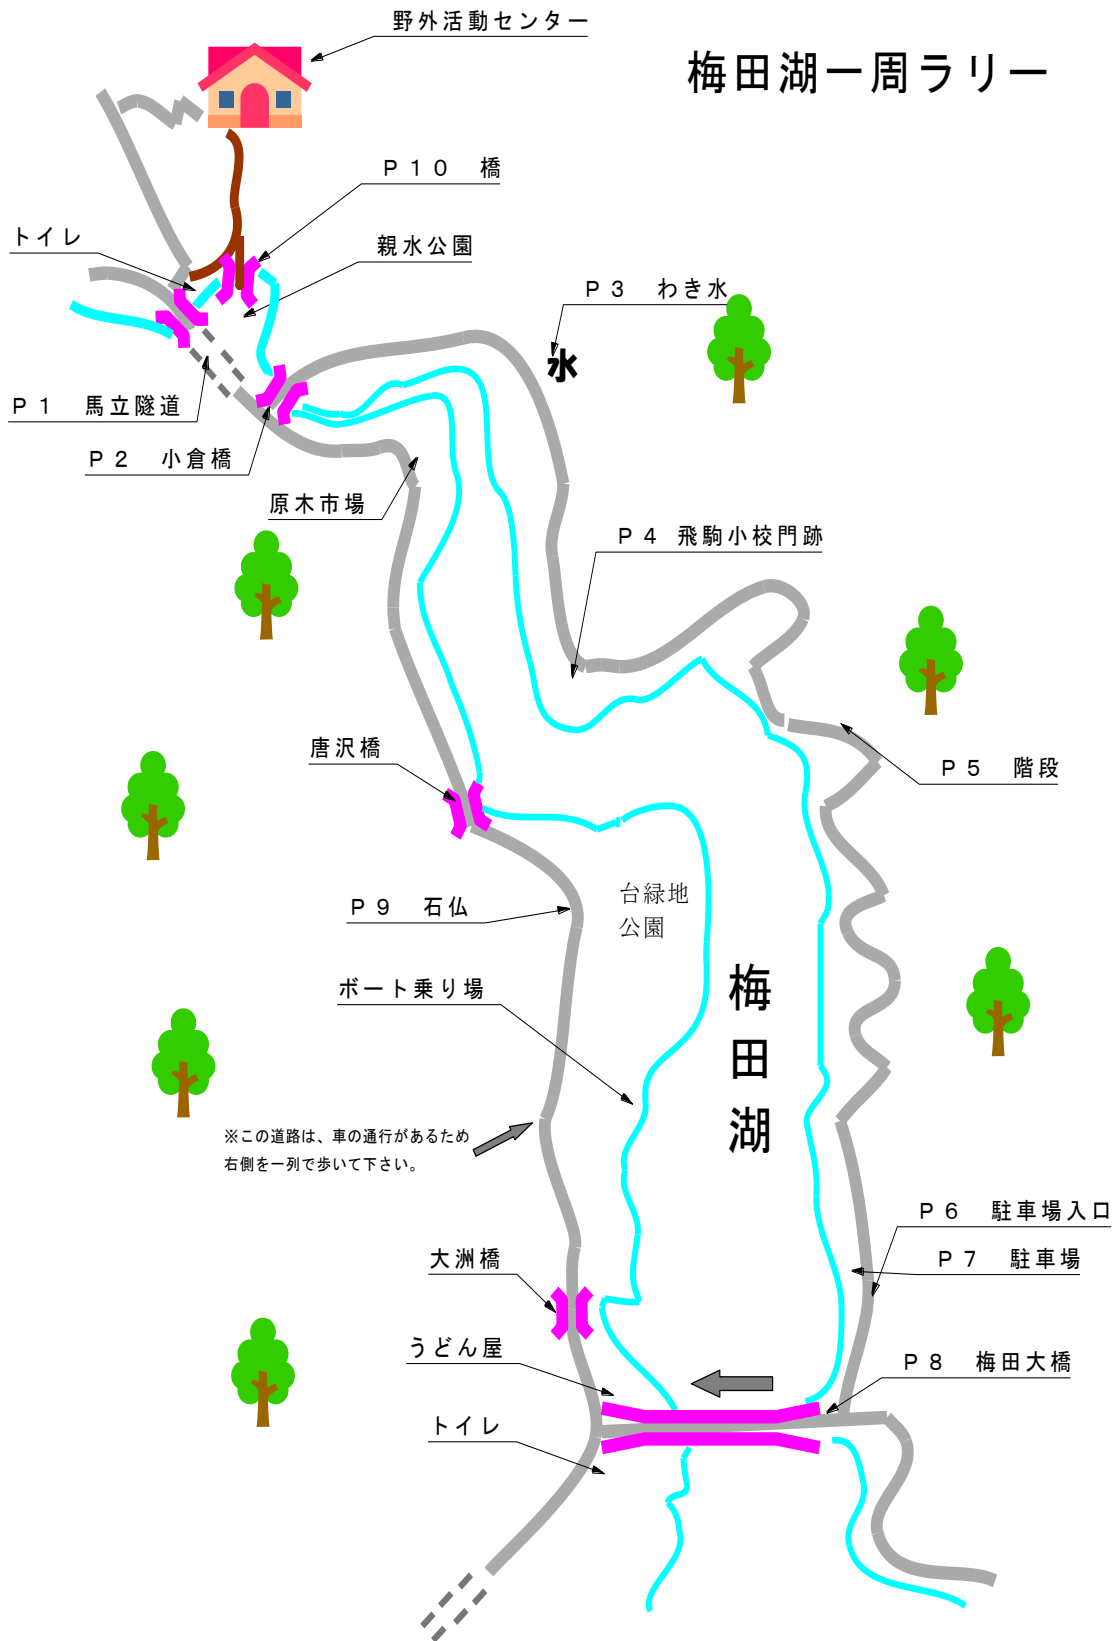 野外活動センター
梅田湖一周ラリー
Ｐ１０　橋
トイレ
親水公園
Ｐ３　わき水
水
Ｐ１　馬立隧道
Ｐ２　小倉橋
原木市場
Ｐ４　飛駒小校門跡
唐沢橋
Ｐ５　階段
Ｐ９　石仏
台緑地
公園
ボート乗り場
梅田湖
※この道路は、車の通行があるため
右側を一列で歩いて下さい。
Ｐ６　駐車場入口
Ｐ７　駐車場
大洲橋
うどん屋
Ｐ８　梅田大橋
トイレ